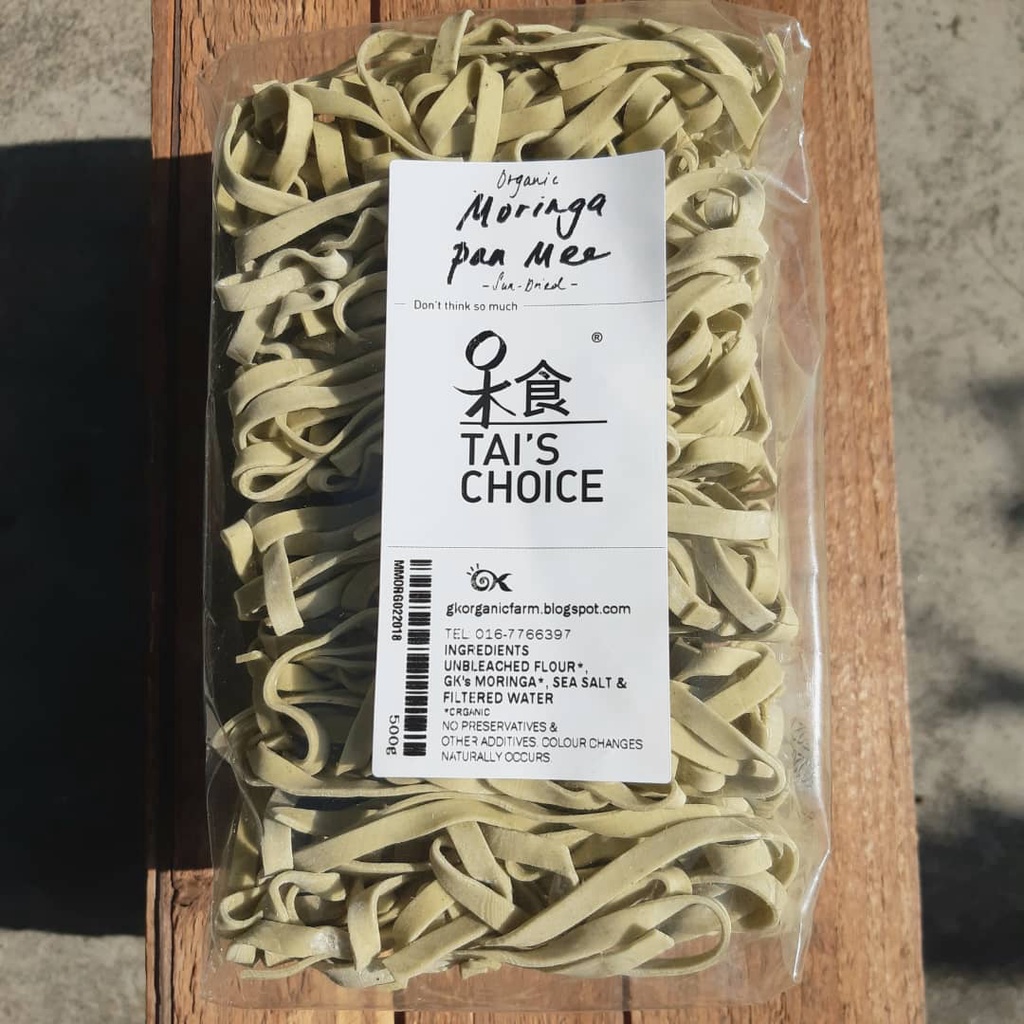 Organic
Moringa
pan Mee
- Sun-Dried -
Don't think so much
®
呆食
TAI'S
CHOICE
MMORG022018
500g
gkorganicfarm.blogspot.com
TEL: 016-7766397
INGREDIENTS
UNBLEACHED FLOUR*,
GK's MORINGA*, SEA SALT &
FILTERED WATER
*ORGANIC
NO PRESERVATIVES &
OTHER ADDITIVES. COLOUR CHANGES
NATURALLY OCCURS.